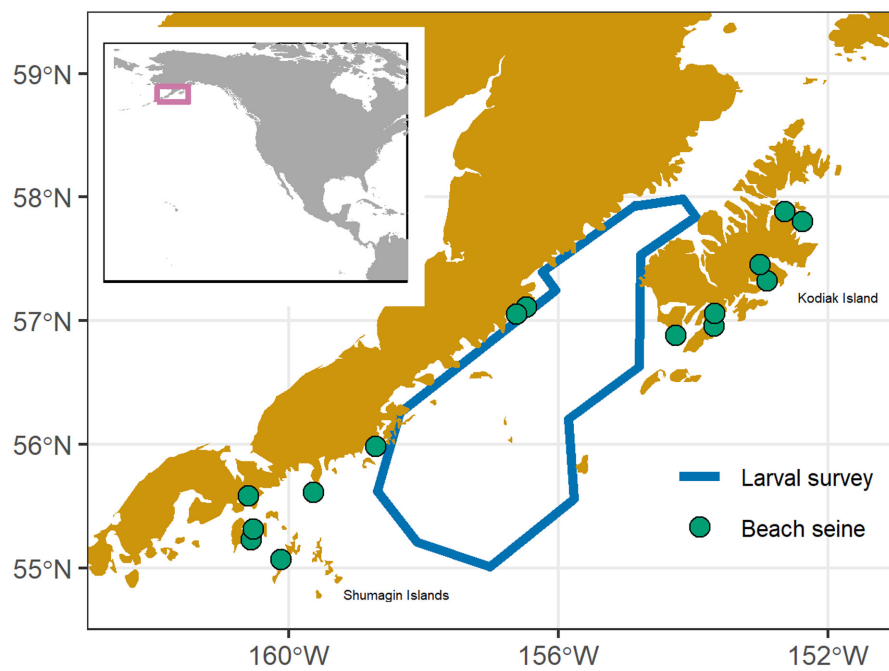 59°N
58°N
57°N
56°N
55°N
Kodiak Island
Larval survey
Beach seine
Shumagin Islands
160°W
156°W
152°W